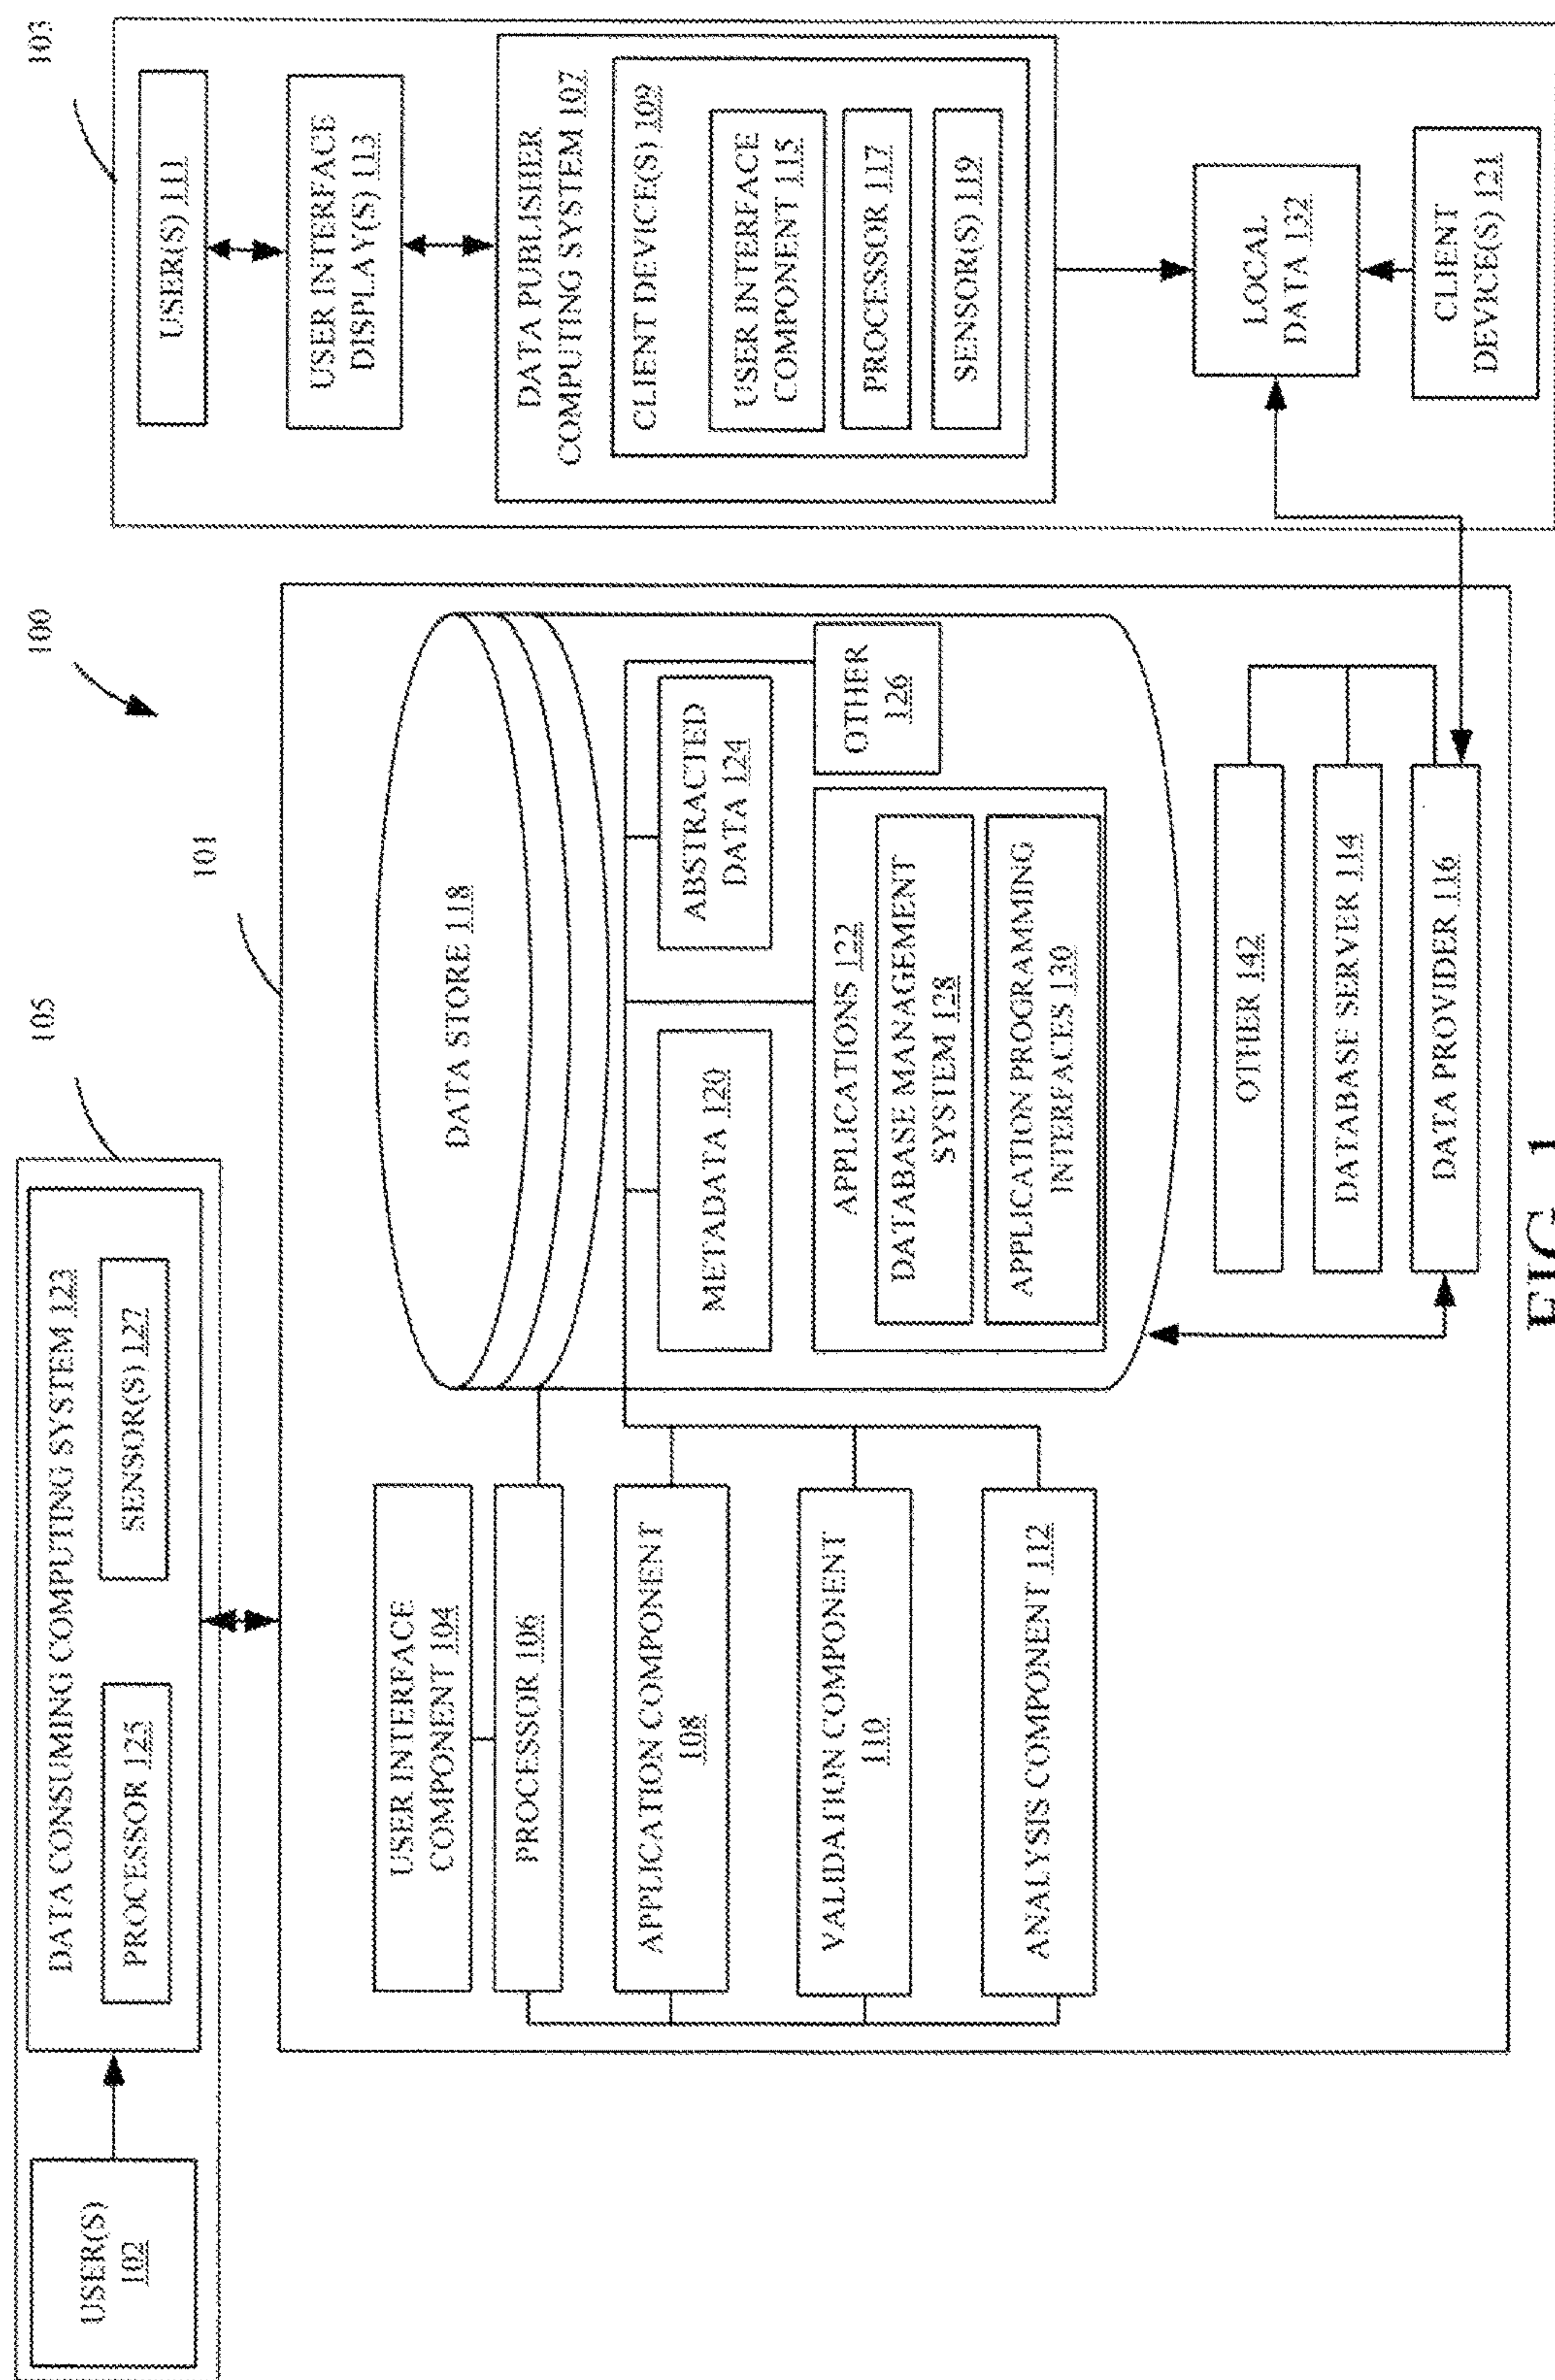 100
105
USER(S)
102
DATA CONSUMING COMPUTING SYSTEM 123
PROCESSOR 125
SENSOR(S) 127
101
USER INTERFACE
COMPONENT 104
PROCESSOR 106
APPLICATION COMPONENT
108
VALIDATION COMPONENT
110
ANALYSIS COMPONENT 112
DATA STORE 118
METADATA 120
ABSTRACTED
DATA 124
APPLICATIONS 122
DATABASE MANAGEMENT
SYSTEM 128
APPLICATION PROGRAMMING
INTERFACES 130
OTHER
126
OTHER 142
DATABASE SERVER 114
DATA PROVIDER 116
103
USER(S) 111
USER INTERFACE
DISPLAY(S) 113
DATA PUBLISHER
COMPUTING SYSTEM 107
CLIENT DEVICE(S) 109
USER INTERFACE
COMPONENT 115
PROCESSOR 117
SENSOR(S) 119
LOCAL
DATA 132
CLIENT
DEVICE(S) 121
FIG. 1